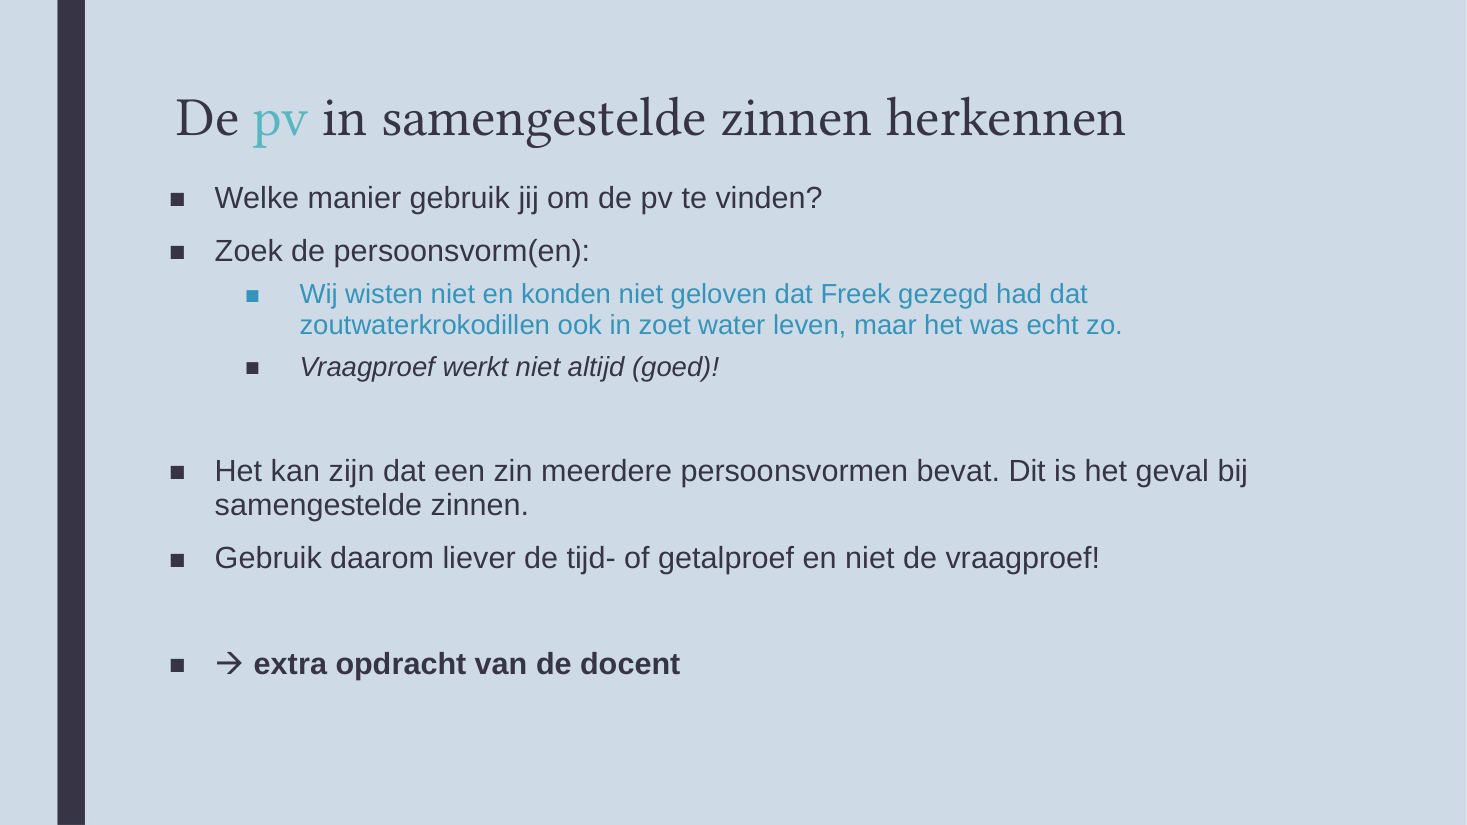 De pv in samengestelde zinnen herkennen
▪ Welke manier gebruik jij om de pv te vinden?
▪ Zoek de persoonsvorm(en):
▪ Wij wisten niet en konden niet geloven dat Freek gezegd had dat
zoutwaterkrokodillen ook in zoet water leven, maar het was echt zo.
▪ Vraagproef werkt niet altijd (goed)!
▪ Het kan zijn dat een zin meerdere persoonsvormen bevat. Dit is het geval bij
samengestelde zinnen.
▪ Gebruik daarom liever de tijd- of getalproef en niet de vraagproef!
▪ → extra opdracht van de docent